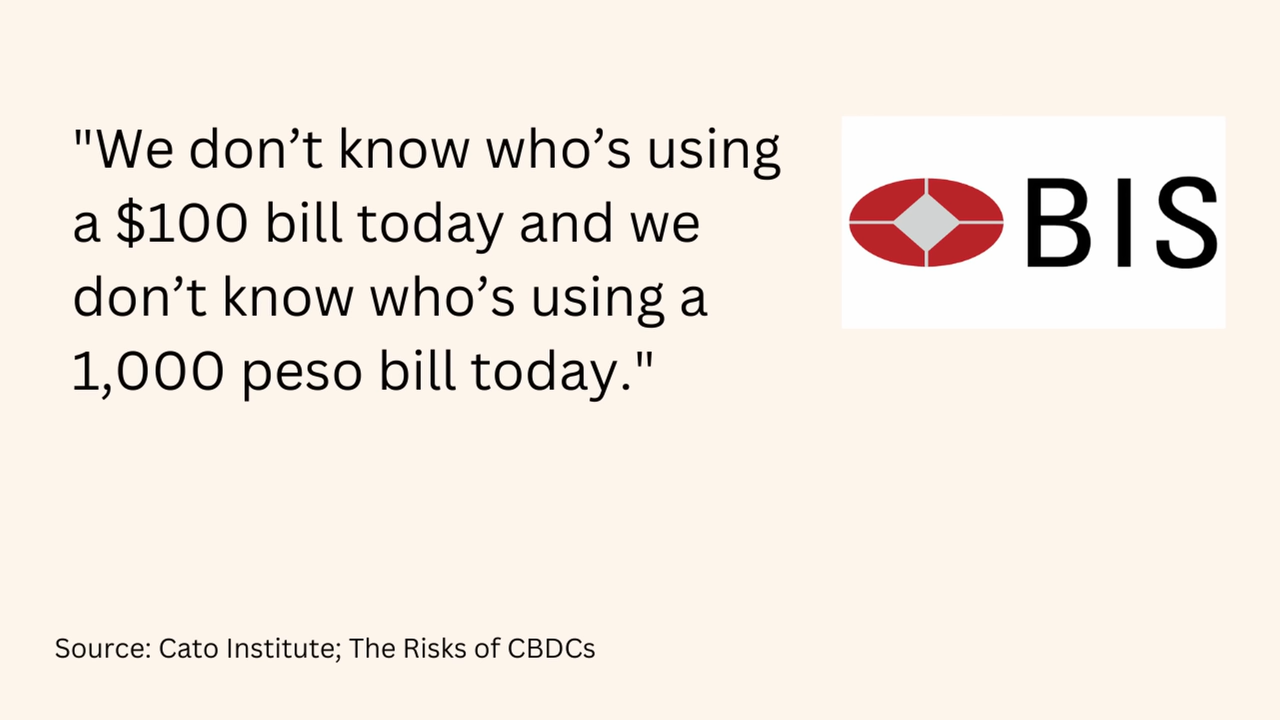 "We don’t know who’s using
a $100 bill today and we
don’t know who’s using a
1,000 peso bill today."
BIS
Source: Cato Institute; The Risks of CBDCs